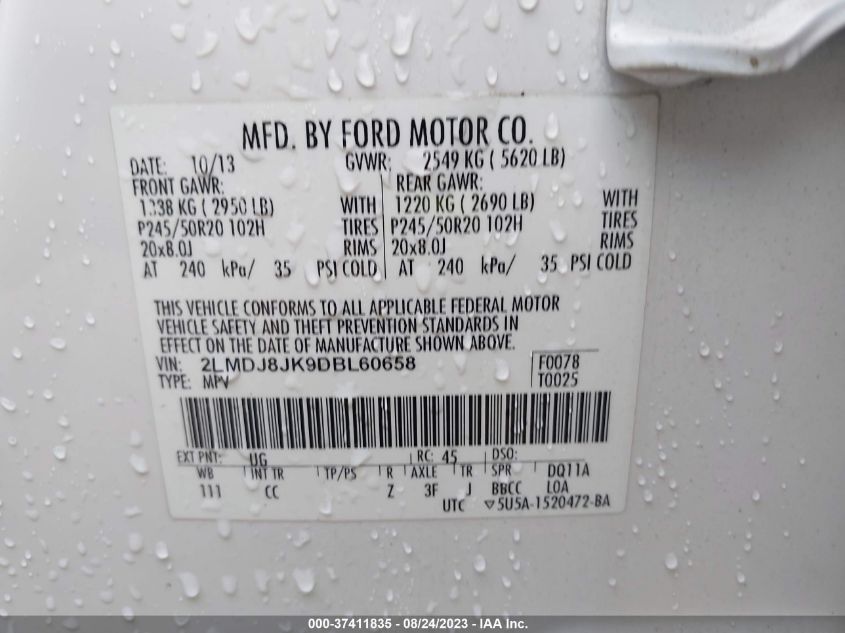 MFD. BY FORD MOTOR CO.
DATE: 10/13 GVWR: 2549 KG ( 5620 LB)
FRONT GAWR: REAR GAWR:
1338 KG ( 2950 LB) WITH 1220 KG ( 2690 LB) WITH
P245/50R20 102H TIRES P245/50R20 102H TIRES
20x8.0J RIMS 20x8.0J RIMS
AT 240 kPa/ 35 PSI COLD AT 240 kPa/ 35 PSI COLD
THIS VEHICLE CONFORMS TO ALL APPLICABLE FEDERAL MOTOR
VEHICLE SAFETY AND THEFT PREVENTION STANDARDS IN
EFFECT ON THE DATE OF MANUFACTURE SHOWN ABOVE.
VIN: 2LMDJ8JK9DBL60658 F0078
TYPE: MPV T0025
EXT PNT: UG RC: 45 DSO:
WB INT TR TP/PS R AXLE TR SPR DQ11A
111 CC Z 3F J BBCC LOA
UTC ▽5U5A-1520472-BA
000-37411835 - 08/24/2023 - IAA Inc.